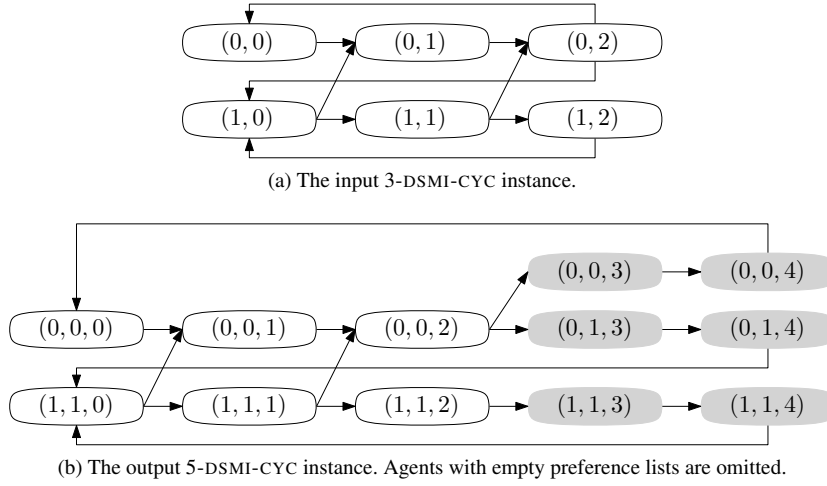 (0, 0) (0, 1) (0, 2)
(1, 0) (1, 1) (1, 2)
(a) The input 3-DSMI-CYC instance.
(0, 0, 3) (0, 0, 4)
(0, 0, 0) (0, 0, 1) (0, 0, 2) (0, 1, 3) (0, 1, 4)
(1, 1, 0) (1, 1, 1) (1, 1, 2) (1, 1, 3) (1, 1, 4)
(b) The output 5-DSMI-CYC instance. Agents with empty preference lists are omitted.